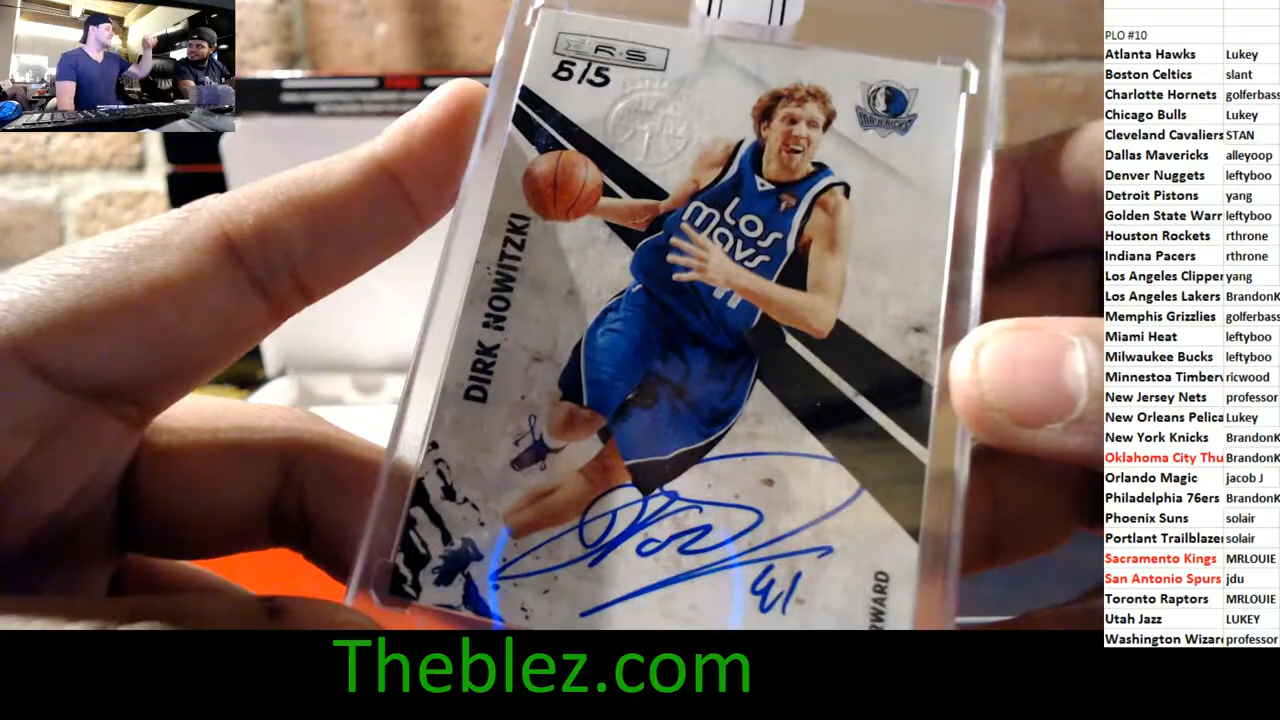 R & S
5/5
MAVERICKS
LOS
MAVS
DIRK NOWITZKI
41
RWARD
Theblez.com
PLO #10
Atlanta Hawks Lukey
Boston Celtics slant
Charlotte Hornets golferbass
Chicago Bulls Lukey
Cleveland Cavaliers STAN
Dallas Mavericks alleyoop
Denver Nuggets leftyboo
Detroit Pistons yang
Golden State Warr leftyboo
Houston Rockets rthrone
Indiana Pacers rthrone
Los Angeles Clipper yang
Los Angeles Lakers BrandonK
Memphis Grizzlies golferbass
Miami Heat leftyboo
Milwaukee Bucks leftyboo
Minnestoa Timberv ricwood
New Jersey Nets professor
New Orleans Pelica Lukey
New York Knicks BrandonK
Oklahoma City Thu BrandonK
Orlando Magic jacob J
Philadelphia 76ers BrandonK
Phoenix Suns solair
Portlant Trailblazer solair
Sacramento Kings MRLOUIE
San Antonio Spurs jdu
Toronto Raptors MRLOUIE
Utah Jazz LUKEY
Washington Wizar professor